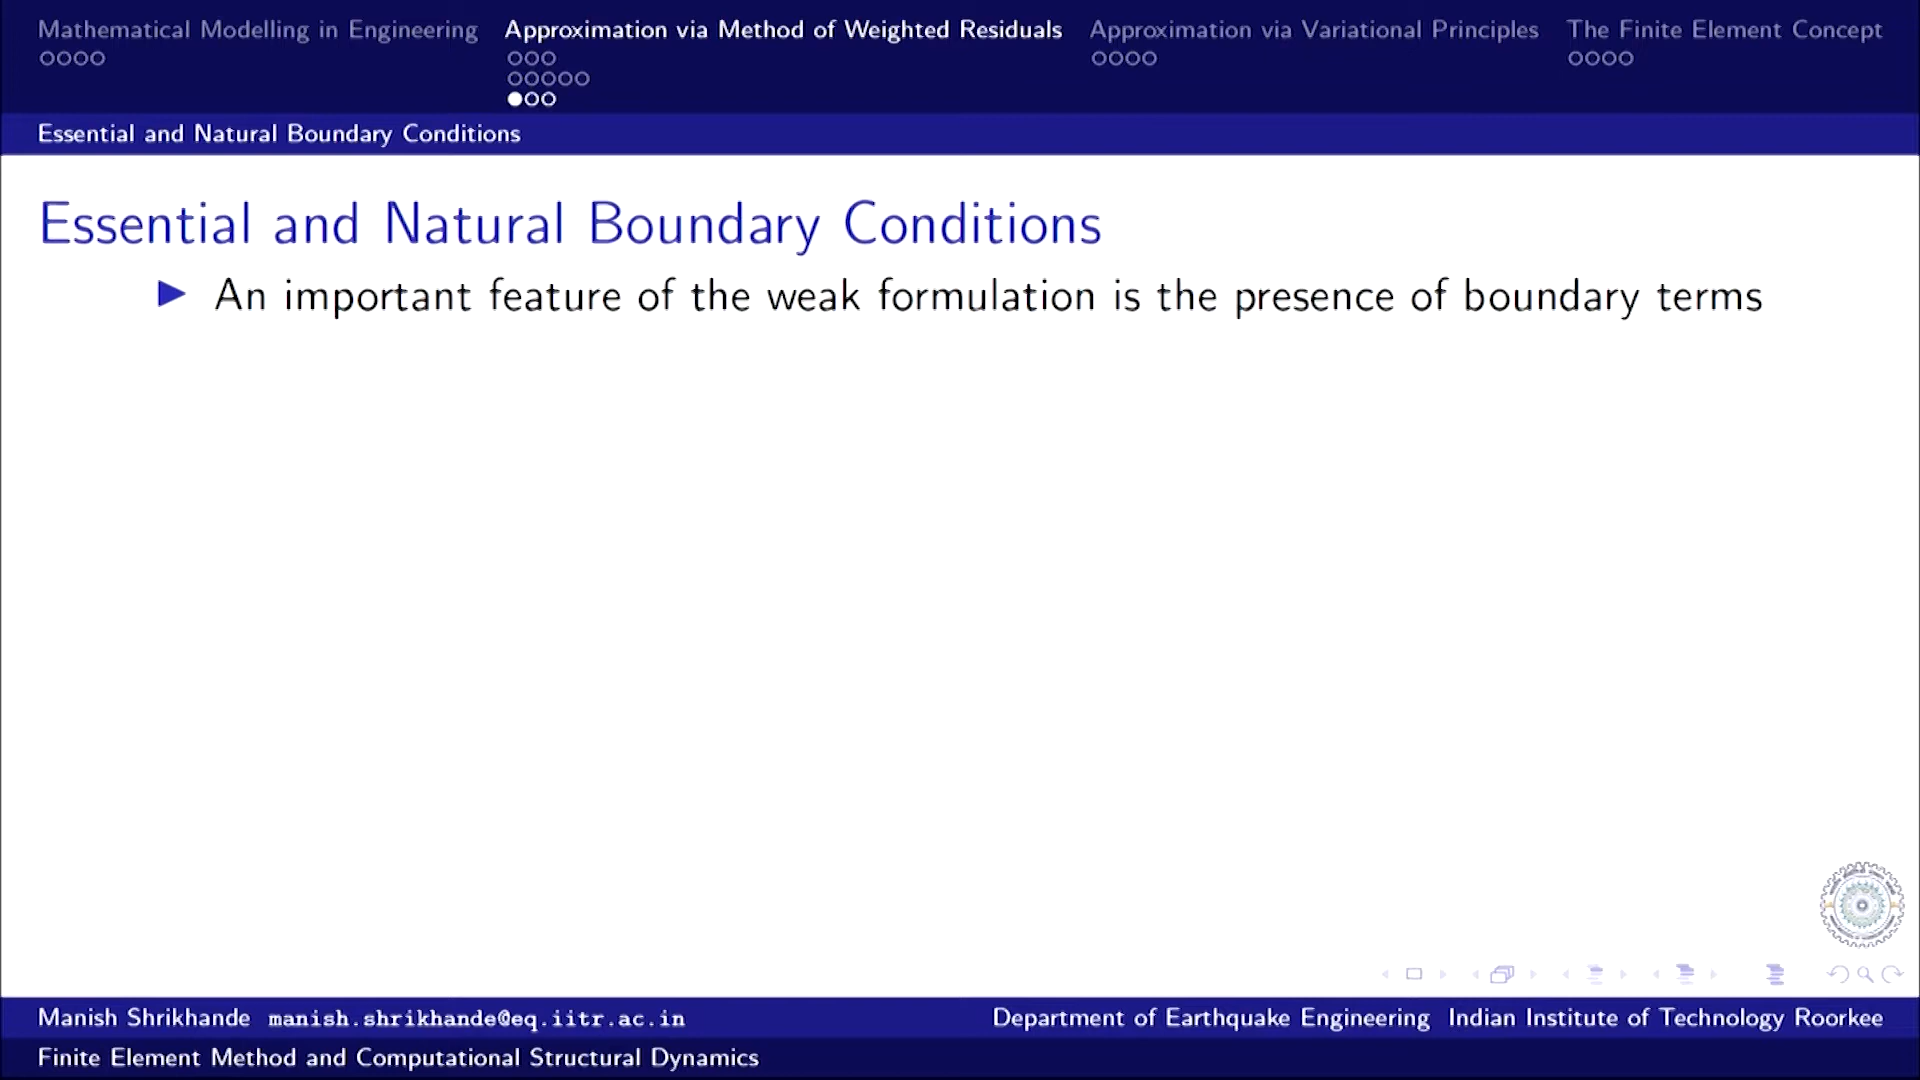 Mathematical Modelling in Engineering Approximation via Method of Weighted Residuals Approximation via Variational Principles The Finite Element Concept
Essential and Natural Boundary Conditions
Essential and Natural Boundary Conditions
An important feature of the weak formulation is the presence of boundary terms
Manish Shrikhande manish.shrikhande@eq.iitr.ac.in Department of Earthquake Engineering Indian Institute of Technology Roorkee
Finite Element Method and Computational Structural Dynamics